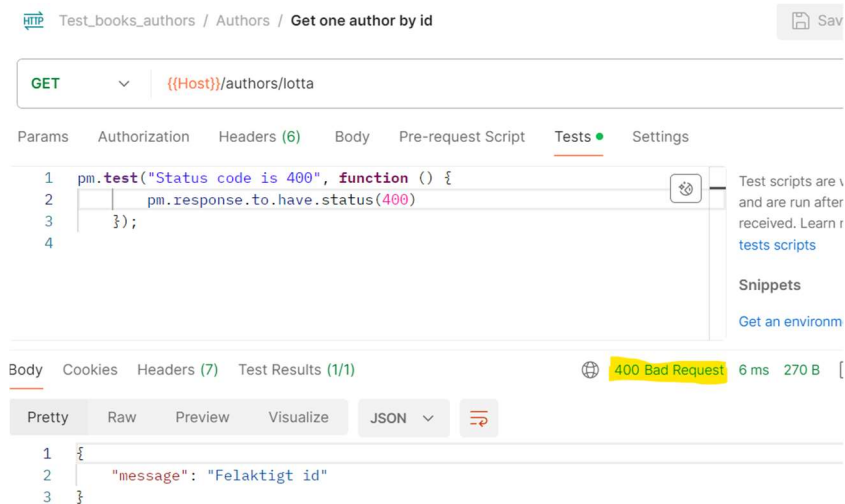 HTTP Test_books_authors / Authors / Get one author by id
Sav
GET {{Host}}/authors/lotta
Params Authorization Headers (6) Body Pre-request Script Tests Settings
1 pm.test("Status code is 400", function () {
2 pm.response.to.have.status(400)
3 });
4
Test scripts are
and are run after
received. Learn
tests scripts
Snippets
Get an environm
Body Cookies Headers (7) Test Results (1/1) 400 Bad Request 6 ms 270 B
Pretty Raw Preview Visualize JSON
1 {
2 "message": "Felaktigt id"
3 }